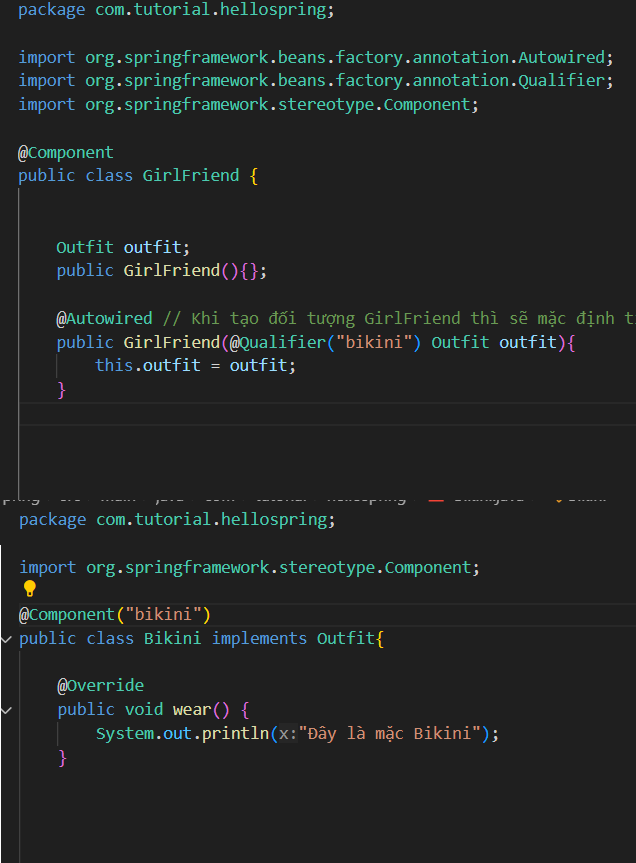 package com.tutorial.hellospring;
import org.springframework.beans.factory.annotation.Autowired;
import org.springframework.beans.factory.annotation.Qualifier;
import org.springframework.stereotype.Component;
@Component
public class GirlFriend {
Outfit outfit;
public GirlFriend(){};
@Autowired // Khi tạo đối tượng GirlFriend thì sẽ mặc định
public GirlFriend(@Qualifier("bikini") Outfit outfit){
this.outfit = outfit;
}
package com.tutorial.hellospring;
import org.springframework.stereotype.Component;
@Component("bikini")
public class Bikini implements Outfit{
@Override
public void wear() {
System.out.println(x:"Đây là mặc Bikini");
}